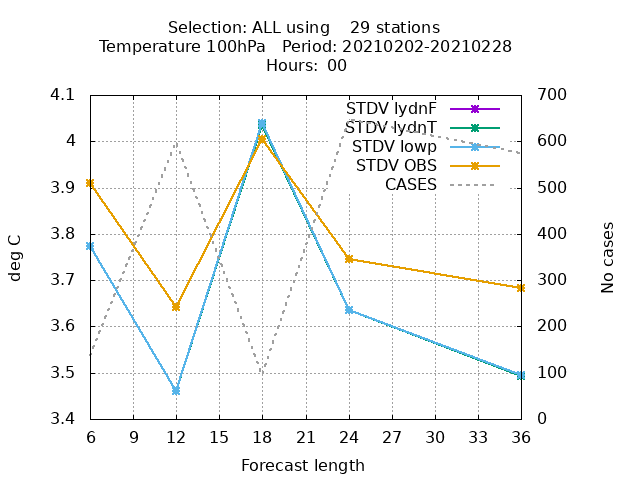 Selection: ALL using    29 stations
Temperature 100hPa   Period: 20210202-20210228
Hours:  00
STDV lydnF
STDV lydnT
STDV lowp
STDV OBS
CASES
deg C
4.1
4
3.9
3.8
3.7
3.6
3.5
3.4
700
600
500
400
300
200
100
0
No cases
6 9 12 15 18 21 24 27 30 33 36
Forecast length